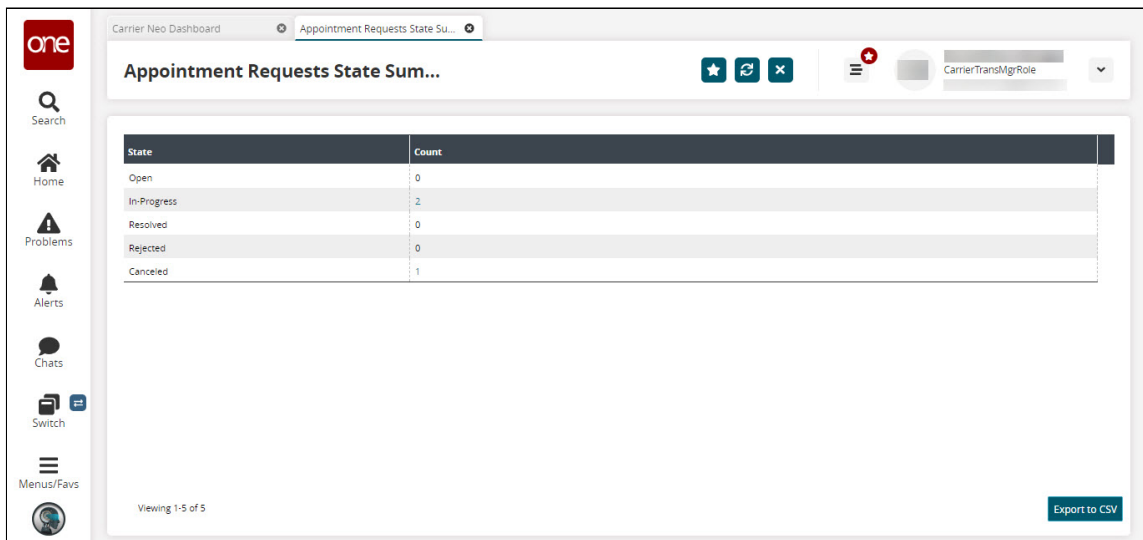 one
Carrier Neo Dashboard
Appointment Requests State Su...
Appointment Requests State Sum...
CarrierTransMgrRole
Search
Home
Problems
Alerts
Chats
Switch
Menus/Favs
State Count
Open 0
In-Progress 2
Resolved 0
Rejected 0
Canceled 1
Viewing 1-5 of 5
Export to CSV